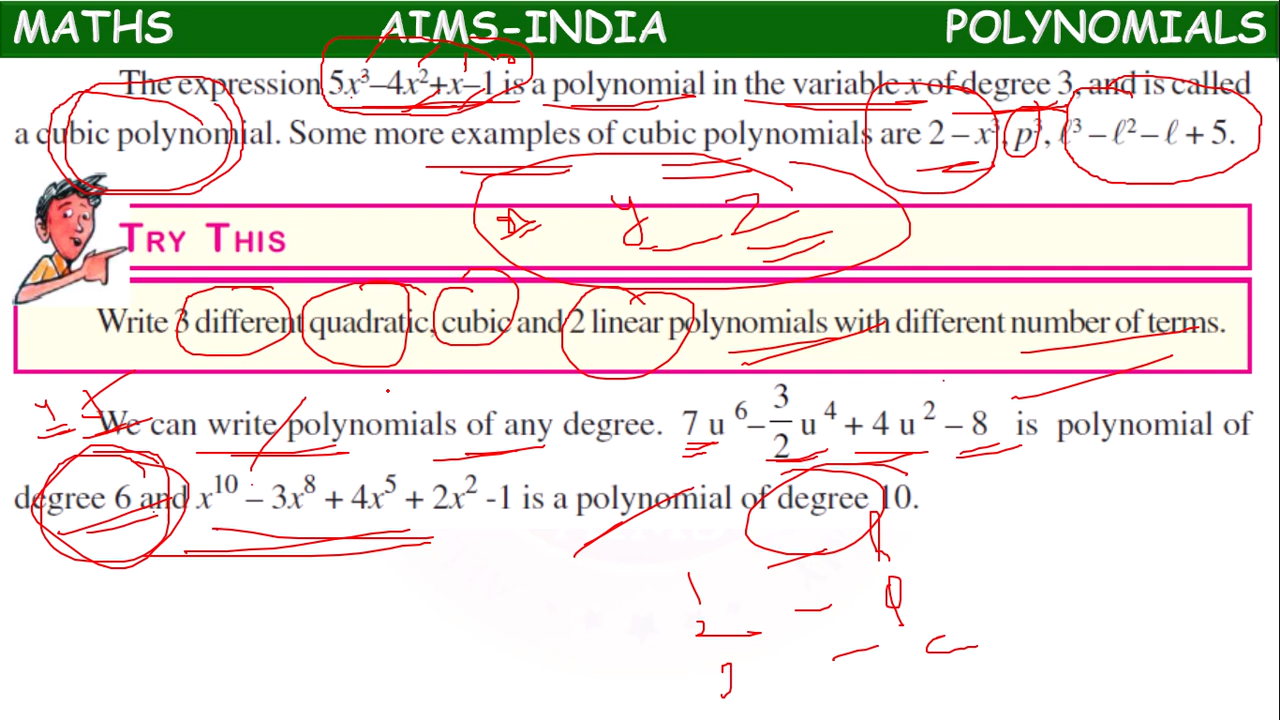 MATHS AIMS-INDIA POLYNOMIALS
The expression 5x³–4x²+x–1 is a polynomial in the variable x of degree 3, and is called
a cubic polynomial. Some more examples of cubic polynomials are 2 – x³, p³, ℓ³ – ℓ² – ℓ + 5.
y z
TRY THIS
Write 3 different quadratic, cubic and 2 linear polynomials with different number of terms.
We can write polynomials of any degree. 7 u⁶ – 3/2 u⁴ + 4 u² – 8 is polynomial of
degree 6 and x¹⁰ – 3x⁸ + 4x⁵ + 2x² -1 is a polynomial of degree 10.
1
2
3